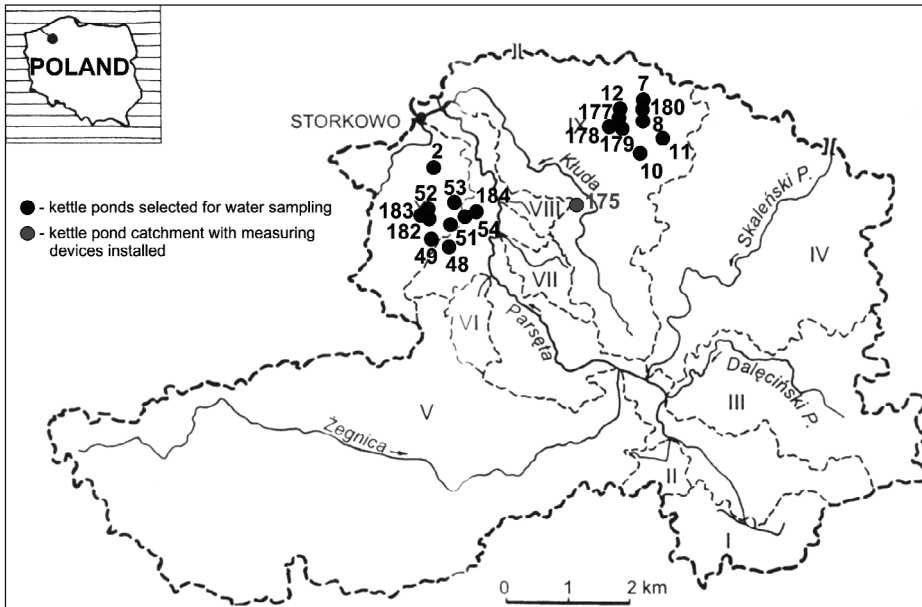 POLAND
STORKOWO
- kettle ponds selected for water sampling
- kettle pond catchment with measuring
devices installed
2
52
53
184
183
182
51
54
49
48
7
12
180
177
IX
8
178
179
11
10
Kłuda
175
VIII
VII
VI
Parsęta
Skaleński P.
IV
Dalęciński P.
III
V
Żegnica
II
I
0 1 2 km